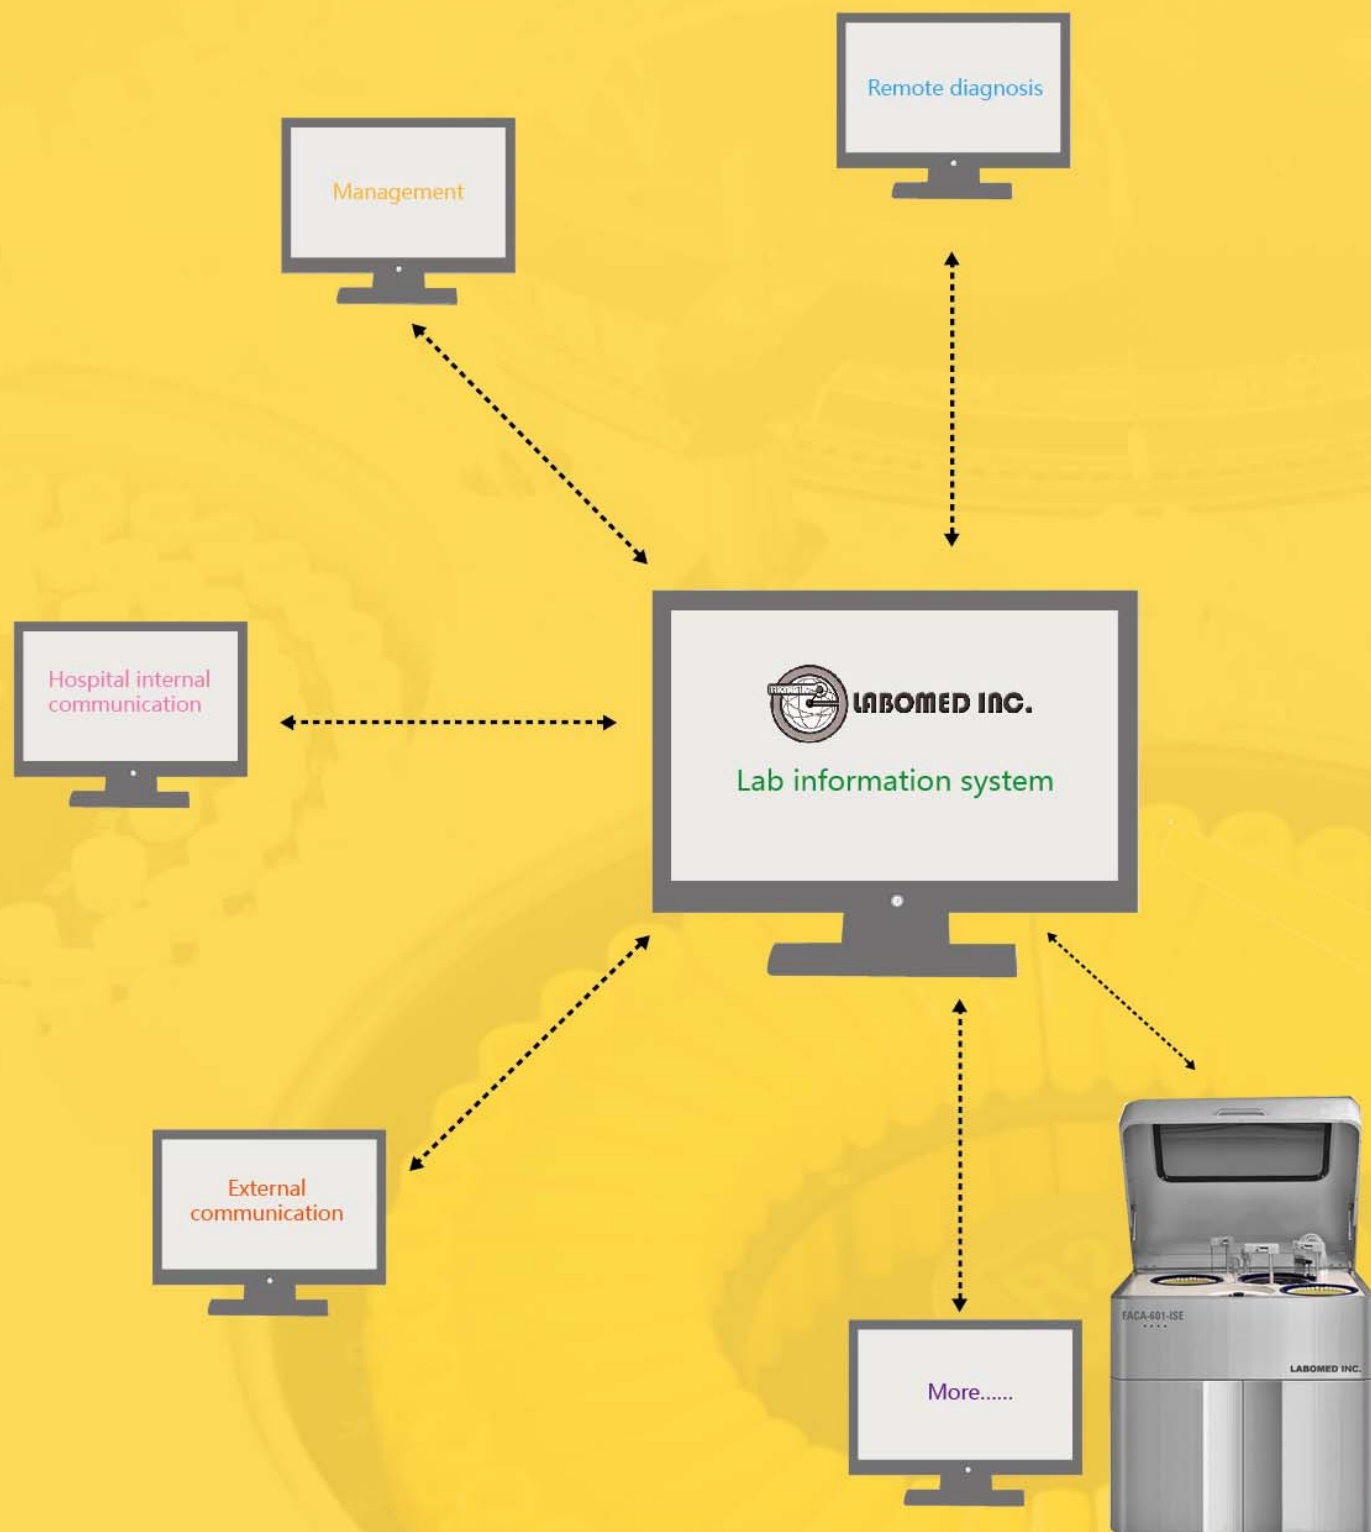 Remote diagnosis
Management
Hospital internal
communication
LABOMED INC.
Lab information system
External
communication
More......
FACA-601-ISE
LABOMED INC.